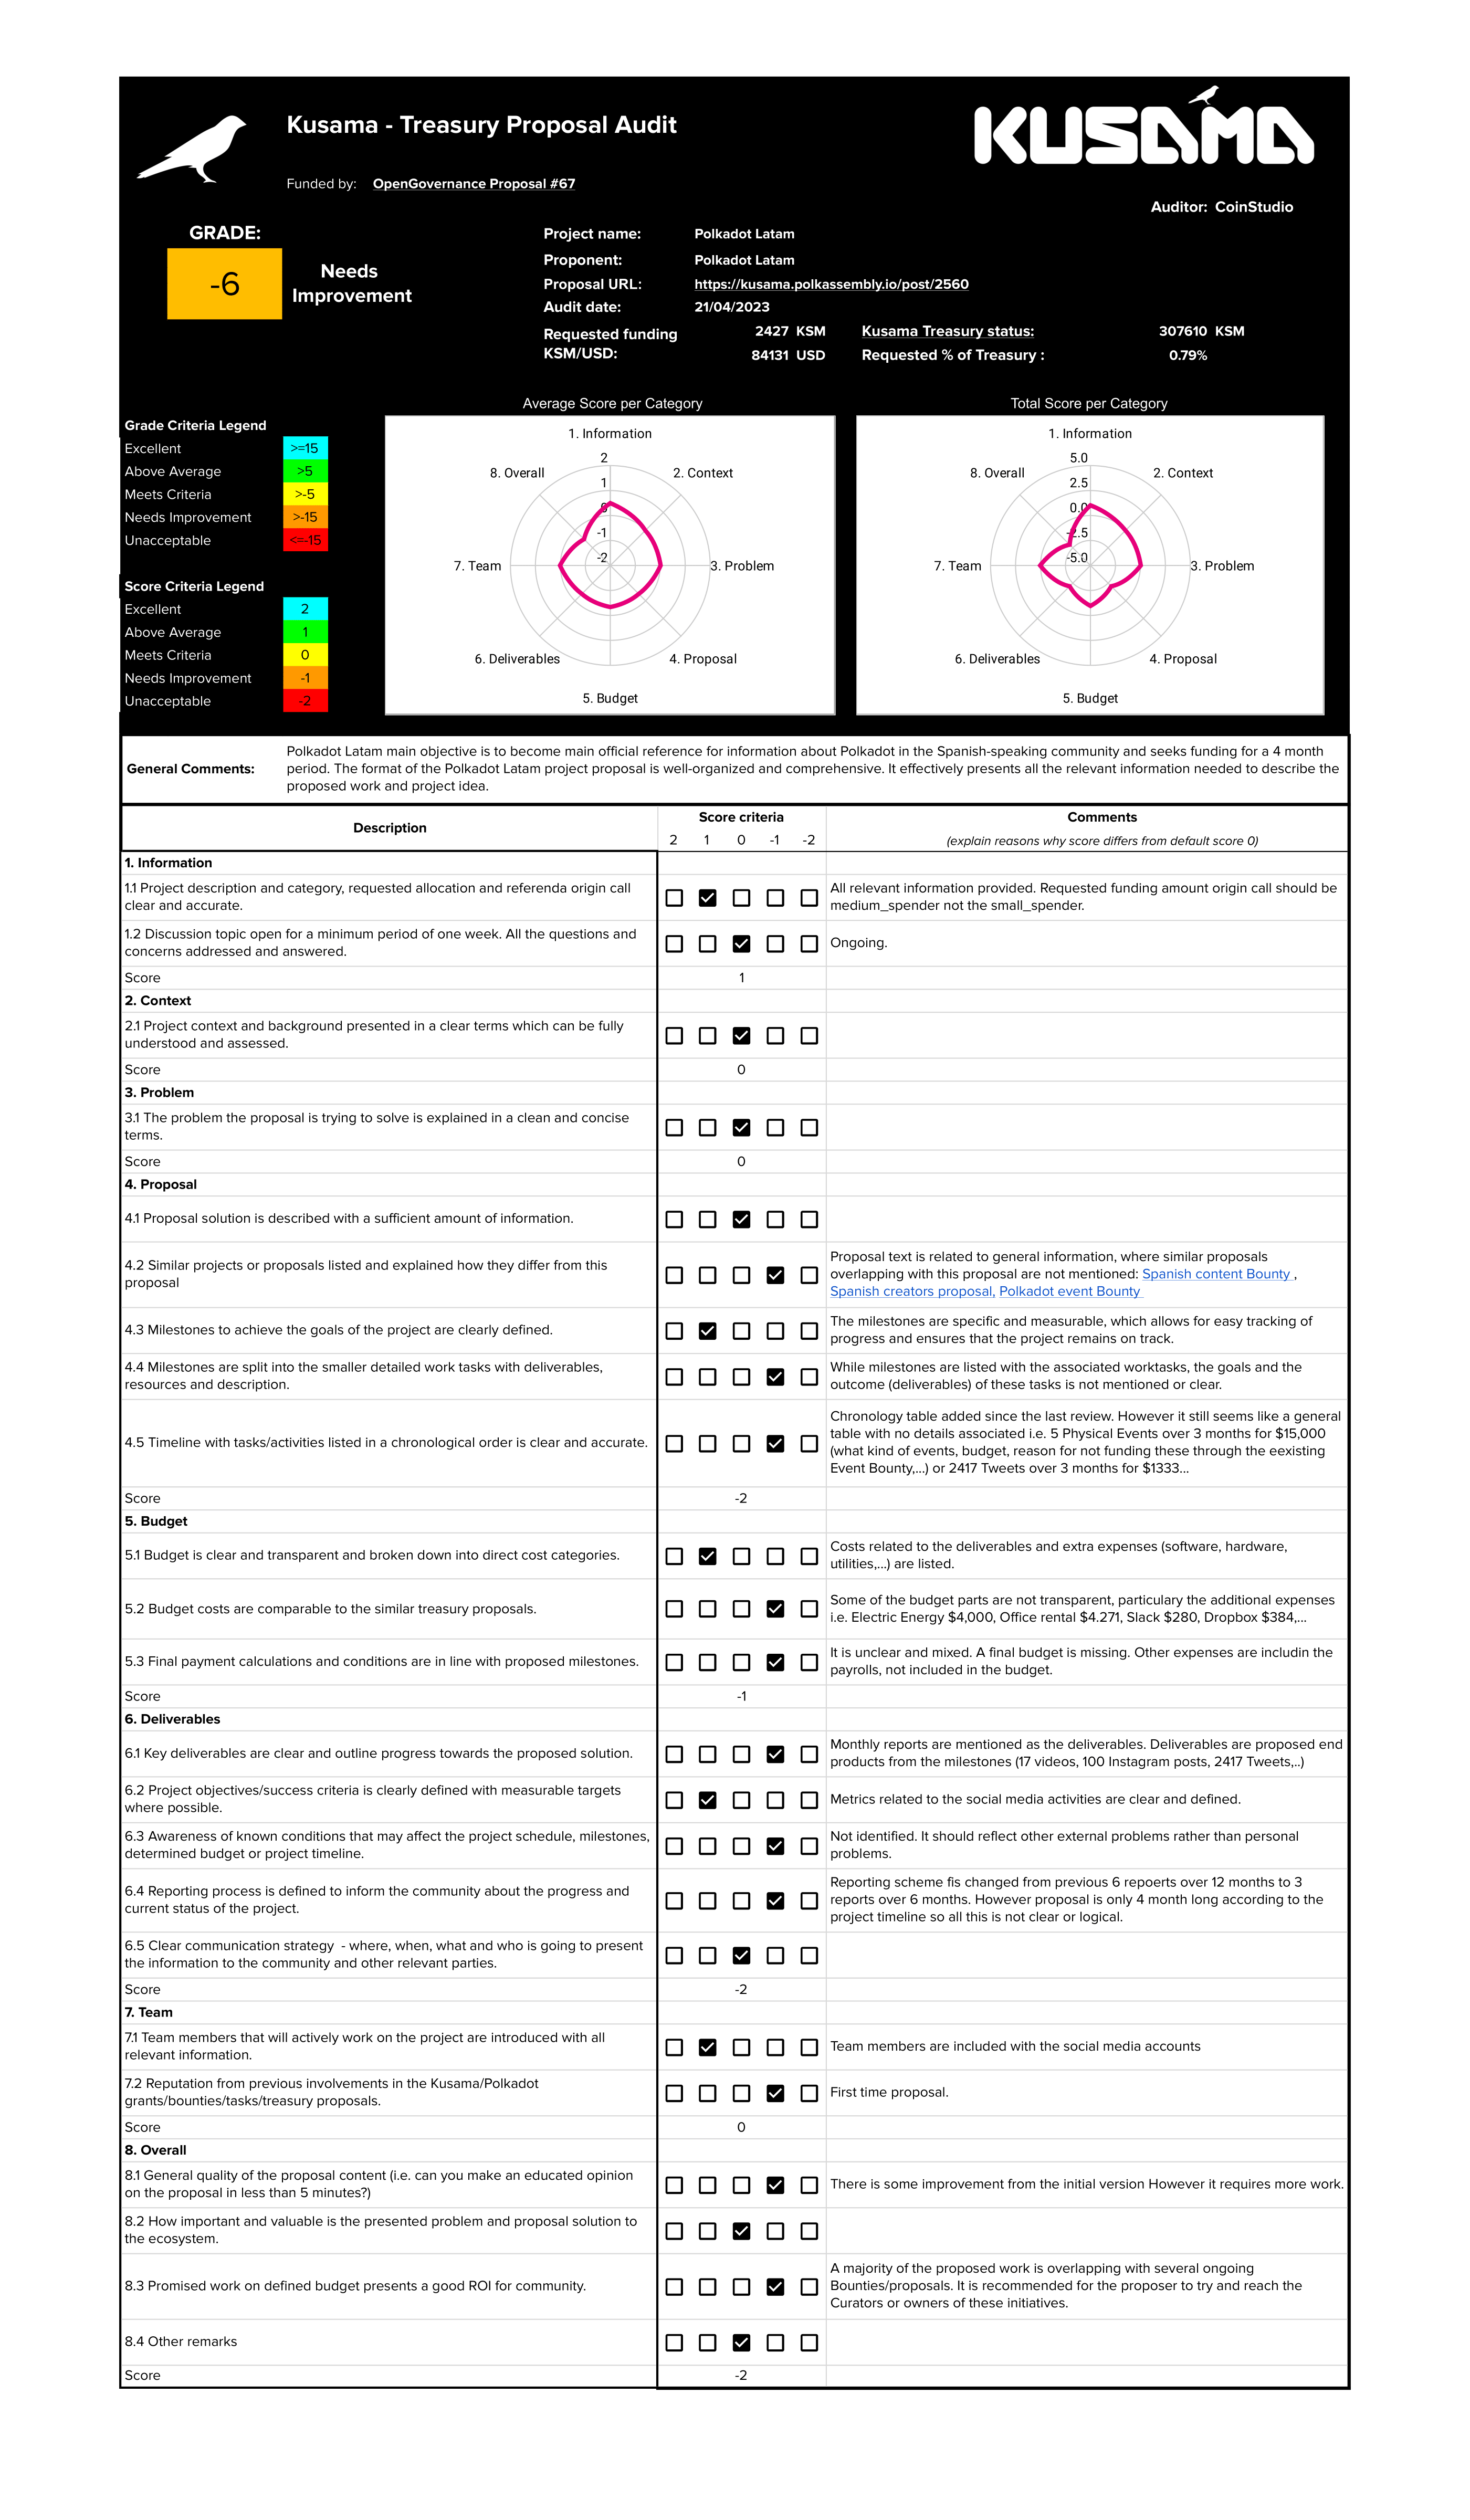 Kusama - Treasury Proposal Audit
KUSAMA
Funded by: OpenGovernance Proposal #67
Auditor: CoinStudio
GRADE:
-6
Needs
Improvement
Project name: Polkadot Latam
Proponent: Polkadot Latam
Proposal URL: https://kusama.polkassembly.io/post/2560
Audit date: 21/04/2023
Requested funding 2427 KSM Kusama Treasury status: 307610 KSM
KSM/USD: 84131 USD Requested % of Treasury : 0.79%
Grade Criteria Legend
Excellent >=15
Above Average >5
Meets Criteria >-5
Needs Improvement >-15
Unacceptable <=-15
Score Criteria Legend
Excellent 2
Above Average 1
Meets Criteria 0
Needs Improvement -1
Unacceptable -2
Average Score per Category
1. Information
2. Context
3. Problem
4. Proposal
5. Budget
6. Deliverables
7. Team
8. Overall
2
1
0
-1
-2
Total Score per Category
1. Information
2. Context
3. Problem
4. Proposal
5. Budget
6. Deliverables
7. Team
8. Overall
5.0
2.5
0.0
-2.5
-5.0
General Comments:
Polkadot Latam main objective is to become main official reference for information about Polkadot in the Spanish-speaking community and seeks funding for a 4 month
period. The format of the Polkadot Latam project proposal is well-organized and comprehensive. It effectively presents all the relevant information needed to describe the
proposed work and project idea.
Description
Score criteria
2 1 0 -1 -2
Comments
(explain reasons why score differs from default score 0)
1. Information
1.1 Project description and category, requested allocation and referenda origin call
clear and accurate.
All relevant information provided. Requested funding amount origin call should be
medium_spender not the small_spender.
1.2 Discussion topic open for a minimum period of one week. All the questions and
concerns addressed and answered.
Ongoing.
Score 1
2. Context
2.1 Project context and background presented in a clear terms which can be fully
understood and assessed.
Score 0
3. Problem
3.1 The problem the proposal is trying to solve is explained in a clean and concise
terms.
Score 0
4. Proposal
4.1 Proposal solution is described with a sufficient amount of information.
4.2 Similar projects or proposals listed and explained how they differ from this
proposal
Proposal text is related to general information, where similar proposals
overlapping with this proposal are not mentioned: Spanish content Bounty ,
Spanish creators proposal, Polkadot event Bounty
4.3 Milestones to achieve the goals of the project are clearly defined.
The milestones are specific and measurable, which allows for easy tracking of
progress and ensures that the project remains on track.
4.4 Milestones are split into the smaller detailed work tasks with deliverables,
resources and description.
While milestones are listed with the associated worktasks, the goals and the
outcome (deliverables) of these tasks is not mentioned or clear.
4.5 Timeline with tasks/activities listed in a chronological order is clear and accurate.
Chronology table added since the last review. However it still seems like a general
table with no details associated i.e. 5 Physical Events over 3 months for $15,000
(what kind of events, budget, reason for not funding these through the eexisting
Event Bounty,...) or 2417 Tweets over 3 months for $1333...
Score -2
5. Budget
5.1 Budget is clear and transparent and broken down into direct cost categories.
Costs related to the deliverables and extra expenses (software, hardware,
utilities,...) are listed.
5.2 Budget costs are comparable to the similar treasury proposals.
Some of the budget parts are not transparent, particulary the additional expenses
i.e. Electric Energy $4,000, Office rental $4.271, Slack $280, Dropbox $384,...
5.3 Final payment calculations and conditions are in line with proposed milestones.
It is unclear and mixed. A final budget is missing. Other expenses are includin the
payrolls, not included in the budget.
Score -1
6. Deliverables
6.1 Key deliverables are clear and outline progress towards the proposed solution.
Monthly reports are mentioned as the deliverables. Deliverables are proposed end
products from the milestones (17 videos, 100 Instagram posts, 2417 Tweets,..)
6.2 Project objectives/success criteria is clearly defined with measurable targets
where possible.
Metrics related to the social media activities are clear and defined.
6.3 Awareness of known conditions that may affect the project schedule, milestones,
determined budget or project timeline.
Not identified. It should reflect other external problems rather than personal
problems.
6.4 Reporting process is defined to inform the community about the progress and
current status of the project.
Reporting scheme fis changed from previous 6 repoerts over 12 months to 3
reports over 6 months. However proposal is only 4 month long according to the
project timeline so all this is not clear or logical.
6.5 Clear communication strategy - where, when, what and who is going to present
the information to the community and other relevant parties.
Score -2
7. Team
7.1 Team members that will actively work on the project are introduced with all
relevant information.
Team members are included with the social media accounts
7.2 Reputation from previous involvements in the Kusama/Polkadot
grants/bounties/tasks/treasury proposals.
First time proposal.
Score 0
8. Overall
8.1 General quality of the proposal content (i.e. can you make an educated opinion
on the proposal in less than 5 minutes?)
There is some improvement from the initial version However it requires more work.
8.2 How important and valuable is the presented problem and proposal solution to
the ecosystem.
8.3 Promised work on defined budget presents a good ROI for community.
A majority of the proposed work is overlapping with several ongoing
Bounties/proposals. It is recommended for the proposer to try and reach the
Curators or owners of these initiatives.
8.4 Other remarks
Score -2